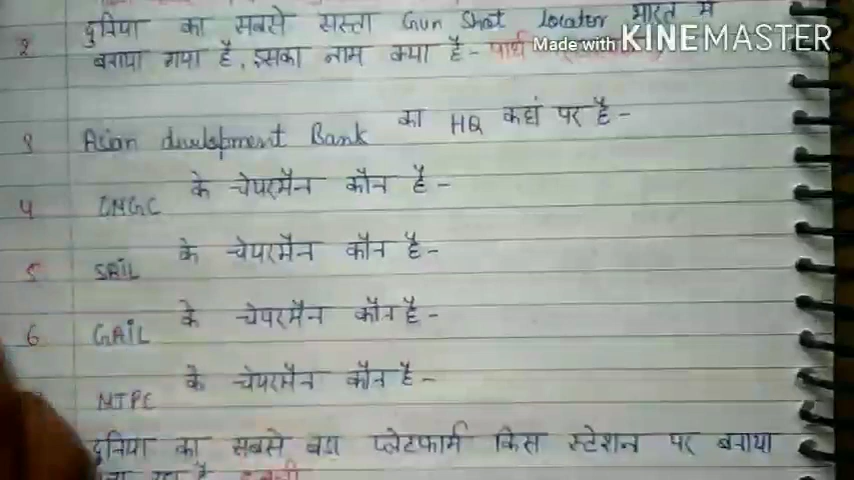 2 दुनिया का सबसे सस्ता Gun Shot locator भारत में
बनाया गया है, इसका नाम क्या है- पार्थ
Made with KINEMASTER
3 Asian development Bank का HQ कहां पर है -
4 ONGC के चेयरमैन कौन है -
5 SAIL के चेयरमैन कौन है -
6 GAIL के चेयरमैन कौन है -
NTPC के चेयरमैन कौन है -
दुनिया का सबसे बडा प्लेटफार्म किस स्टेशन पर बनाया